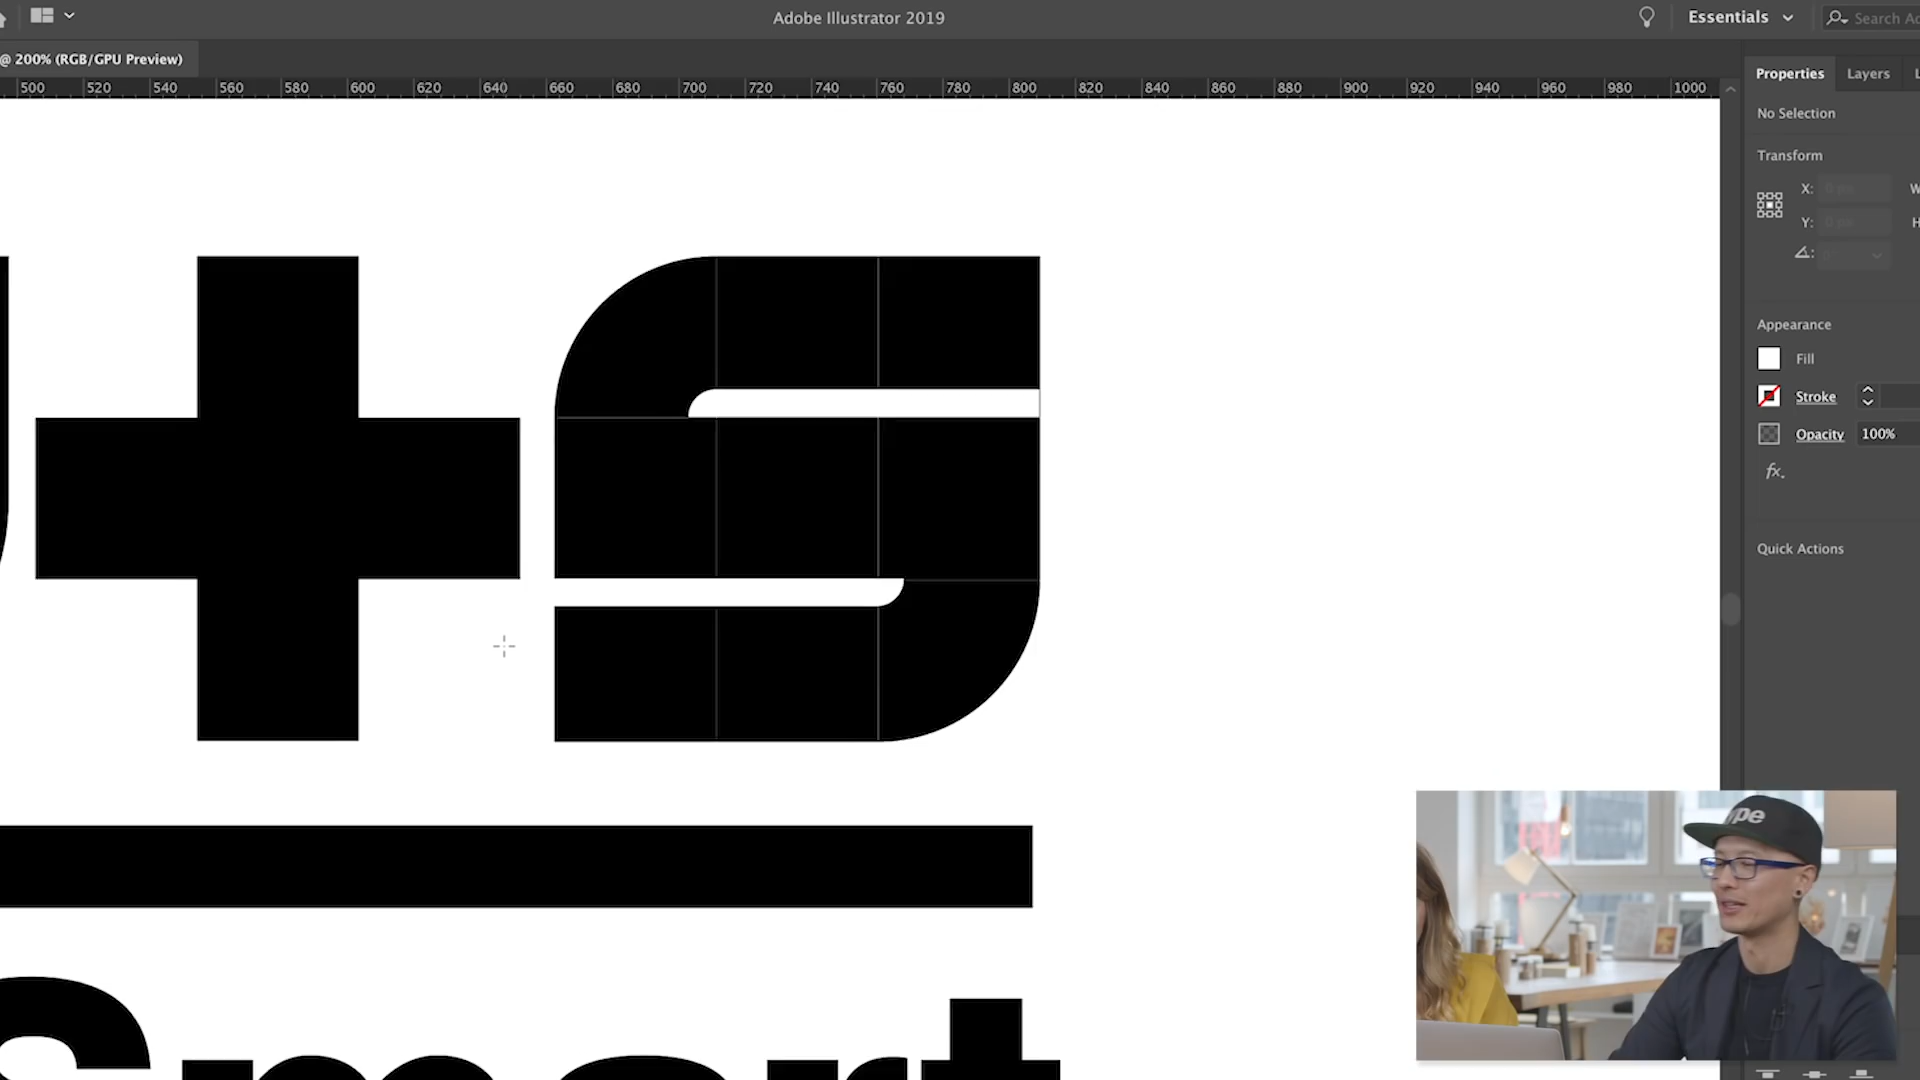 Adobe Illustrator 2019
Essentials
Search Ad
@ 200% (RGB/GPU Preview)
500 520 540 560 580 600 620 640 660 680 700 720 740 760 780 800 820 840 860 880 900 920 940 960 980 1000
Properties
Layers
L
No Selection
Transform
X:
W
Y:
H
Appearance
Fill
Stroke
Opacity
100%
fx.
Quick Actions
+S
Smart
ype